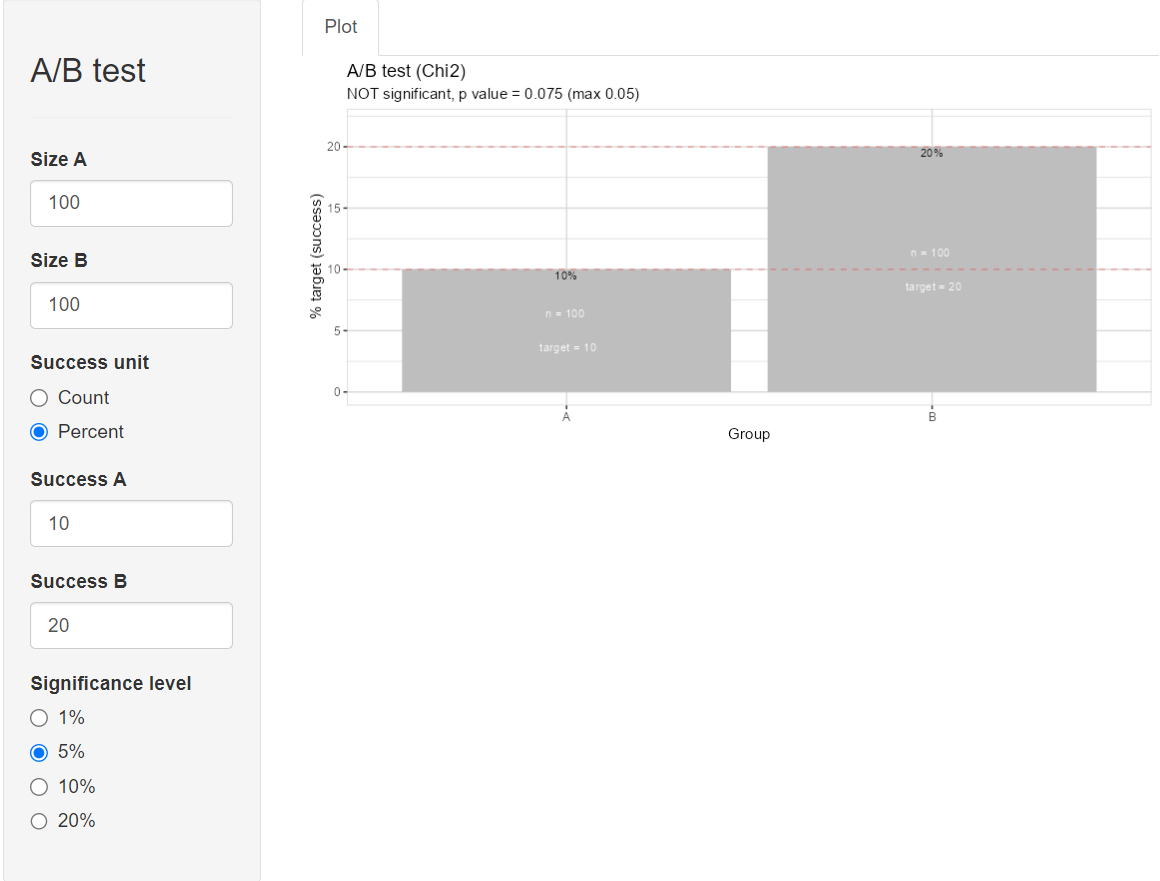 A/B test
Size A
100
Size B
100
Success unit
Count
Percent
Success A
10
Success B
20
Significance level
1%
5%
10%
20%
Plot
A/B test (Chi2)
NOT significant, p value = 0.075 (max 0.05)
% target (success)
20
15
10
5
0
10%
n = 100
target = 10
20%
n = 100
target = 20
A
B
Group